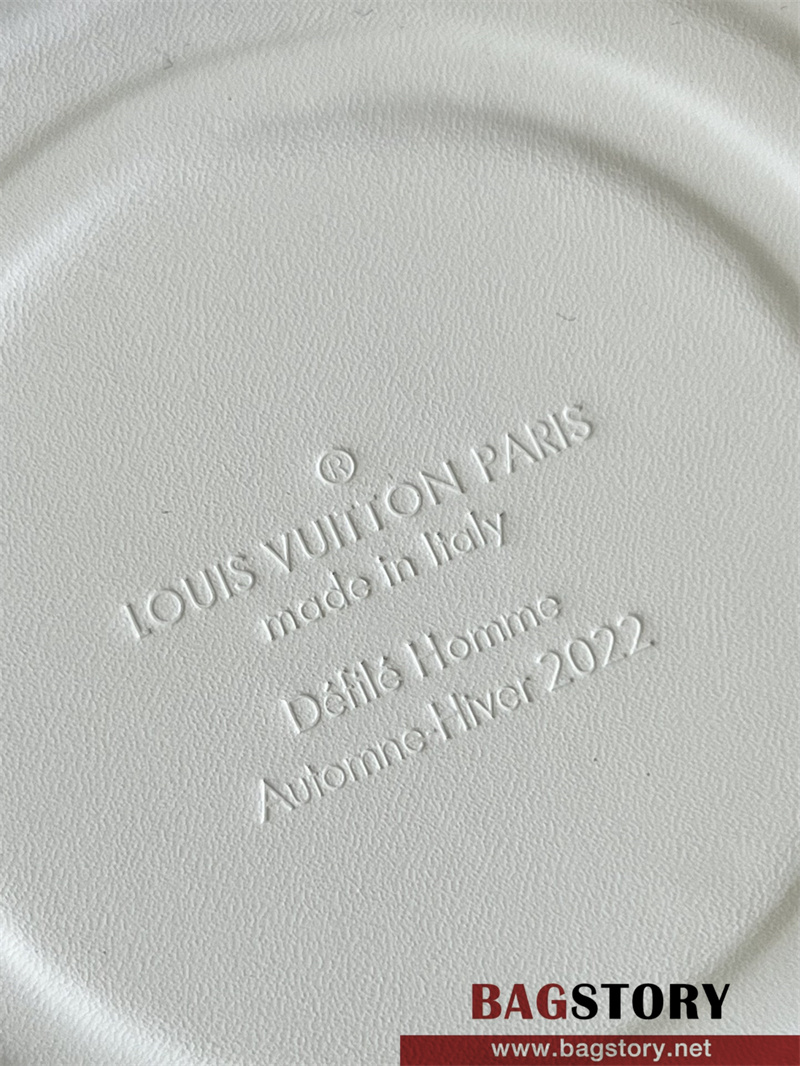 ®
LOUIS VUITTON PARIS
made in Italy
Défilé Homme
Automne-Hiver 2022
BAGSTORY
www.bagstory.net